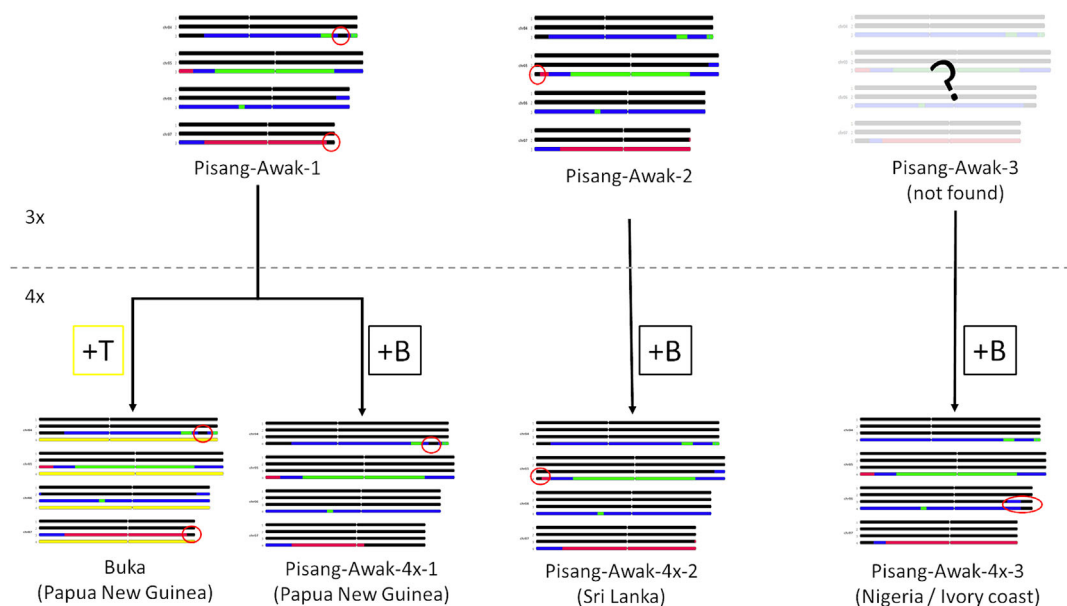 Pisang-Awak-1
Pisang-Awak-2
Pisang-Awak-3
(not found)
?
3x
4x
+T
+B
+B
+B
Buka
(Papua New Guinea)
Pisang-Awak-4x-1
(Papua New Guinea)
Pisang-Awak-4x-2
(Sri Lanka)
Pisang-Awak-4x-3
(Nigeria / Ivory coast)